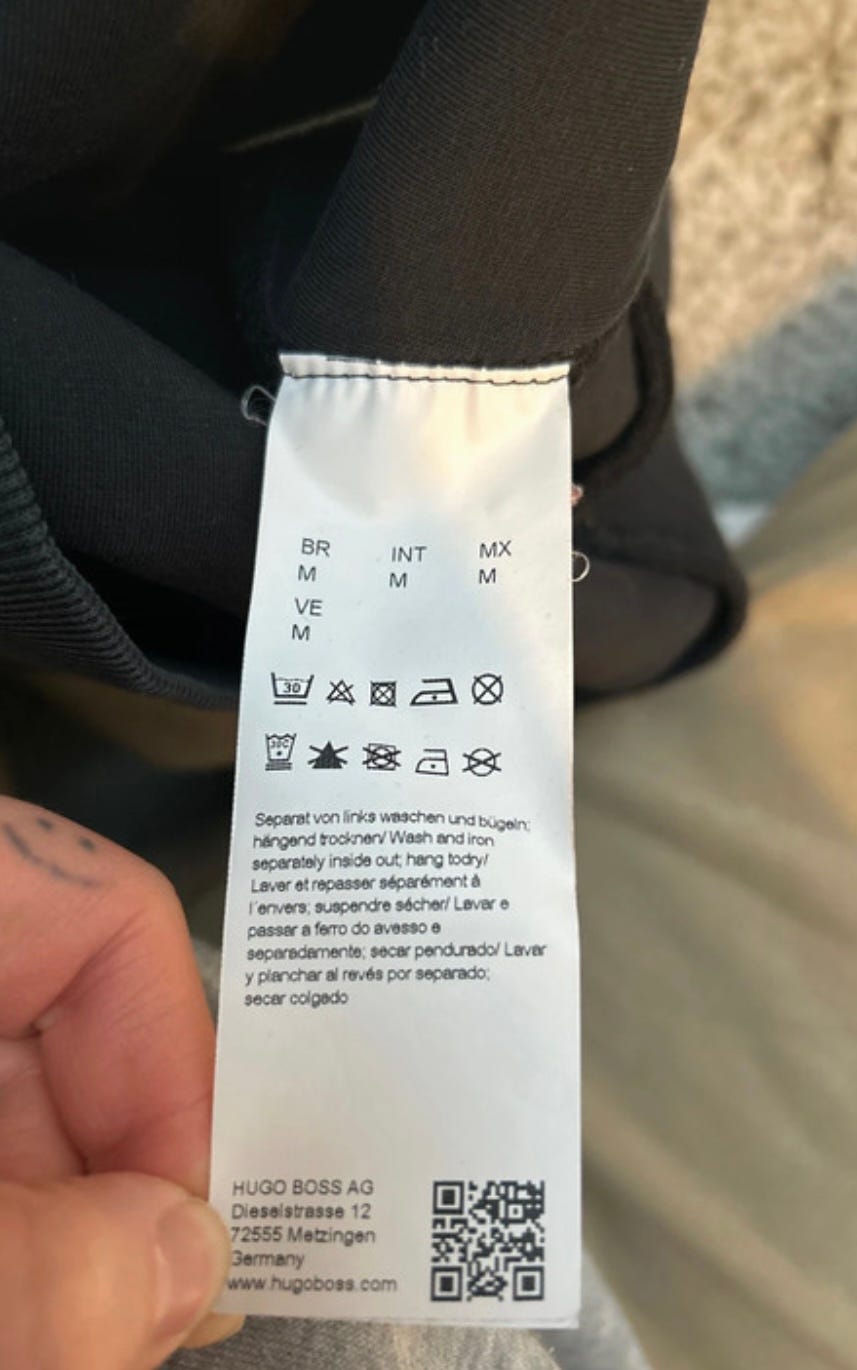 BR INT MX
M M M
VE
M
30
30C
Separat von links waschen und bügeln;
hängend trocknen/ Wash and iron
separately inside out; hang todry/
Laver et repasser séparément à
l´envers; suspendre sécher/ Lavar e
passar a ferro do avesso e
separadamente; secar pendurado/ Lavar
y planchar al revés por separado;
secar colgado
HUGO BOSS AG
Dieselstrasse 12
72555 Metzingen
Germany
www.hugoboss.com